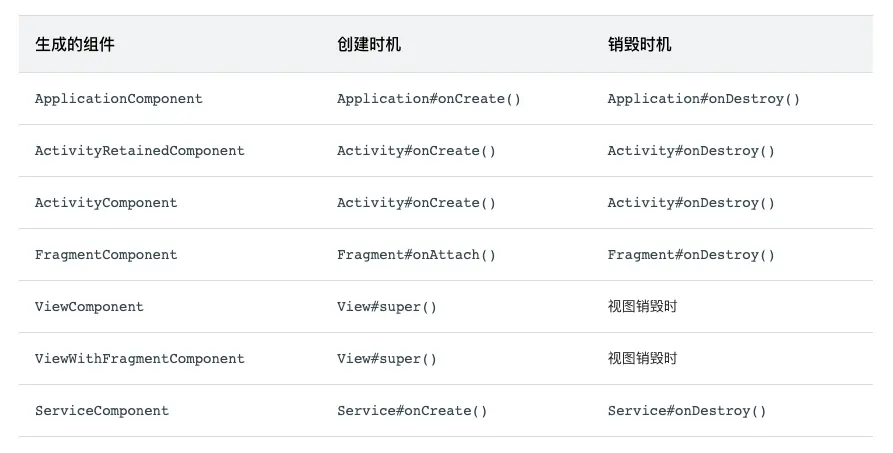 生成的组件 创建时机 销毁时机
ApplicationComponent Application#onCreate() Application#onDestroy()
ActivityRetainedComponent Activity#onCreate() Activity#onDestroy()
ActivityComponent Activity#onCreate() Activity#onDestroy()
FragmentComponent Fragment#onAttach() Fragment#onDestroy()
ViewComponent View#super() 视图销毁时
ViewWithFragmentComponent View#super() 视图销毁时
ServiceComponent Service#onCreate() Service#onDestroy()